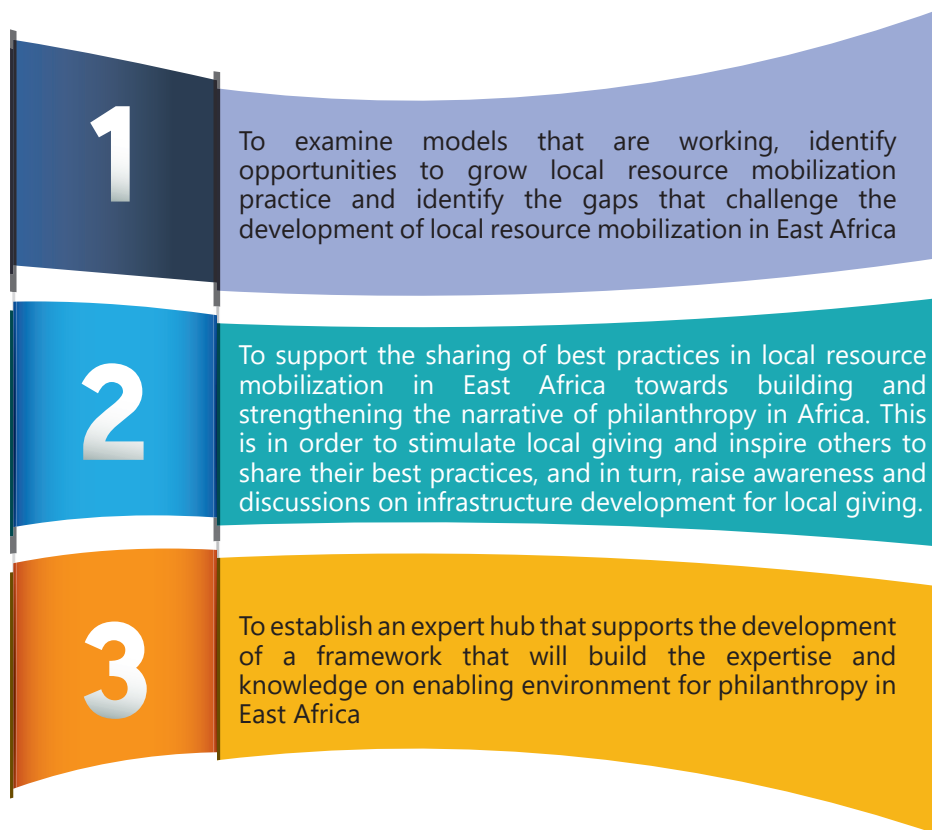 1
To examine models that are working, identify
opportunities to grow local resource mobilization
practice and identify the gaps that challenge the
development of local resource mobilization in East Africa
2
To support the sharing of best practices in local resource
mobilization in East Africa towards building and
strengthening the narrative of philanthropy in Africa. This
is in order to stimulate local giving and inspire others to
share their best practices, and in turn, raise awareness and
discussions on infrastructure development for local giving.
3
To establish an expert hub that supports the development
of a framework that will build the expertise and
knowledge on enabling environment for philanthropy in
East Africa